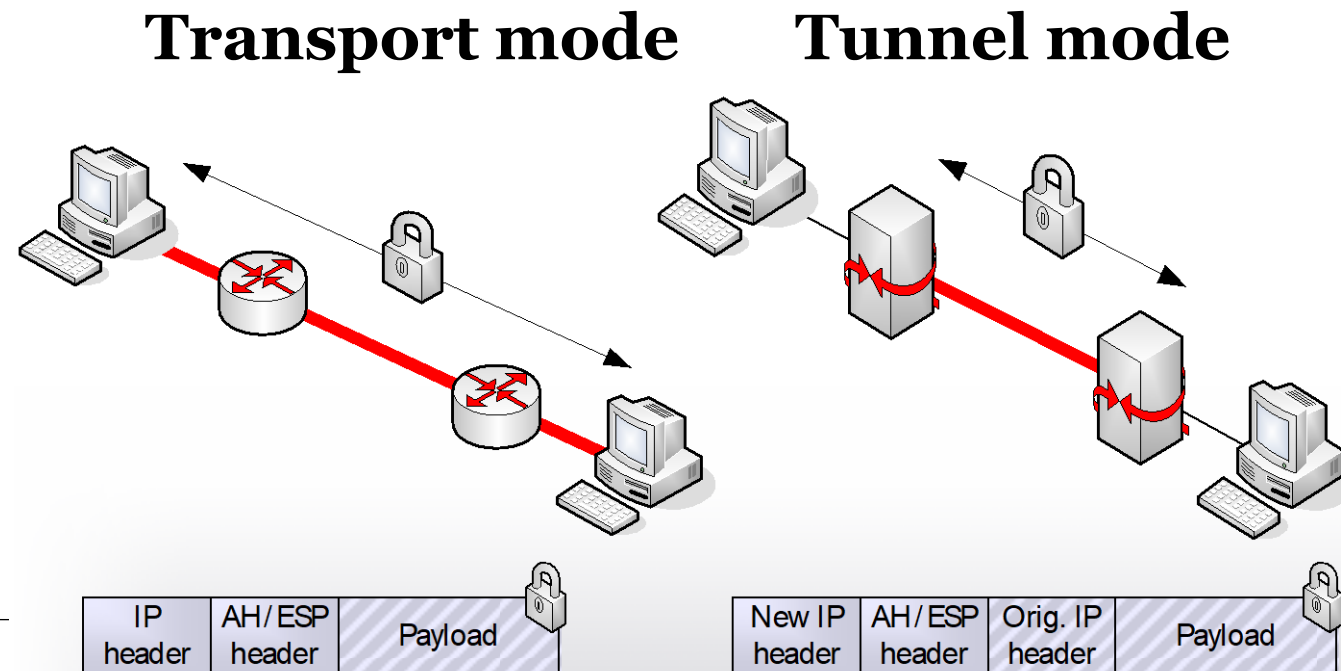 Transport mode
Tunnel mode
IP
header
AH/ESP
header
Payload
New IP
header
AH/ESP
header
Orig. IP
header
Payload